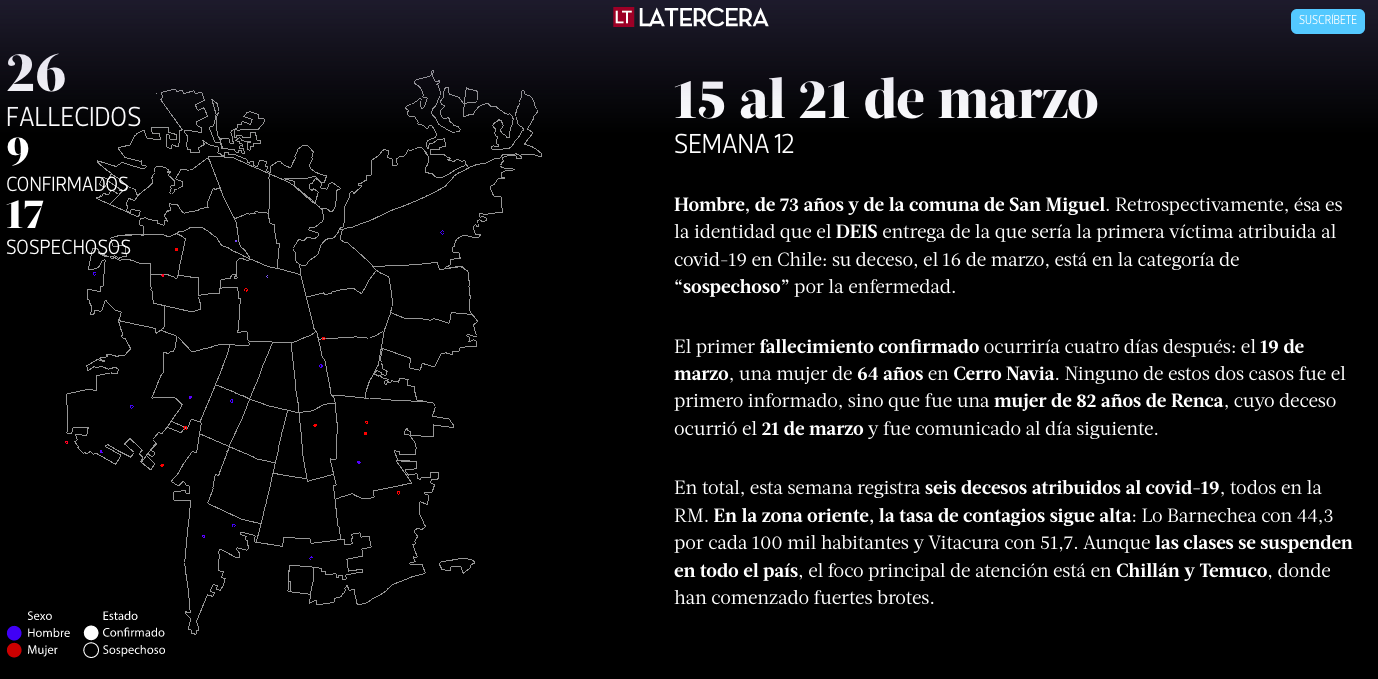 LT LATERCERA
SUSCRÍBETE
26
FALLECIDOS
9
CONFIRMADOS
17
SOSPECHOSOS
15 al 21 de marzo
SEMANA 12
Hombre, de 73 años y de la comuna de San Miguel. Retrospectivamente, ésa es
la identidad que el DEIS entrega de la que sería la primera víctima atribuida al
covid-19 en Chile: su deceso, el 16 de marzo, está en la categoría de
“sospechoso” por la enfermedad.
El primer fallecimiento confirmado ocurriría cuatro días después: el 19 de
marzo, una mujer de 64 años en Cerro Navia. Ninguno de estos dos casos fue el
primero informado, sino que fue una mujer de 82 años de Renca, cuyo deceso
ocurrió el 21 de marzo y fue comunicado al día siguiente.
En total, esta semana registra seis decesos atribuidos al covid-19, todos en la
RM. En la zona oriente, la tasa de contagios sigue alta: Lo Barnechea con 44,3
por cada 100 mil habitantes y Vitacura con 51,7. Aunque las clases se suspenden
en todo el país, el foco principal de atención está en Chillán y Temuco, donde
han comenzado fuertes brotes.
Sexo
Hombre
Mujer
Estado
Confirmado
Sospechoso